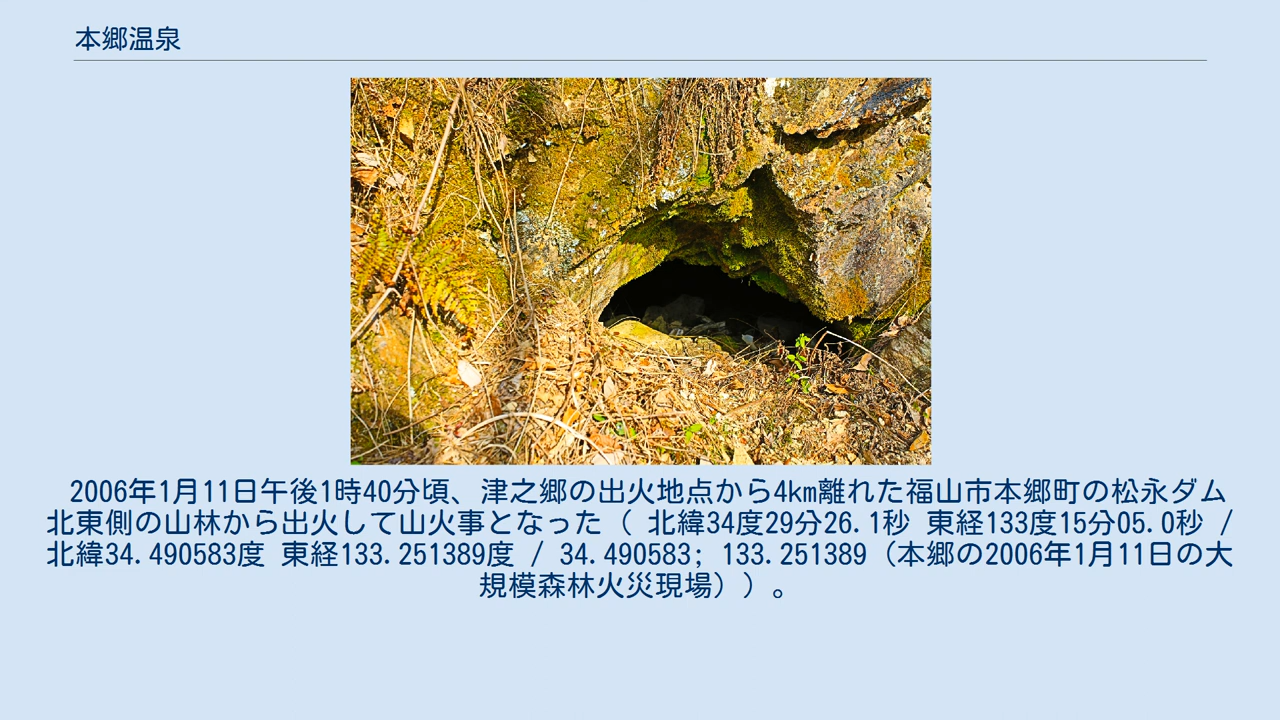 本郷温泉
2006年1月11日午後1時40分頃、津之郷の出火地点から4km離れた福山市本郷町の松永ダム
北東側の山林から出火して山火事となった（ 北緯34度29分26.1秒 東経133度15分05.0秒 /
北緯34.490583度 東経133.251389度 / 34.490583; 133.251389（本郷の2006年1月11日の大
規模森林火災現場））。